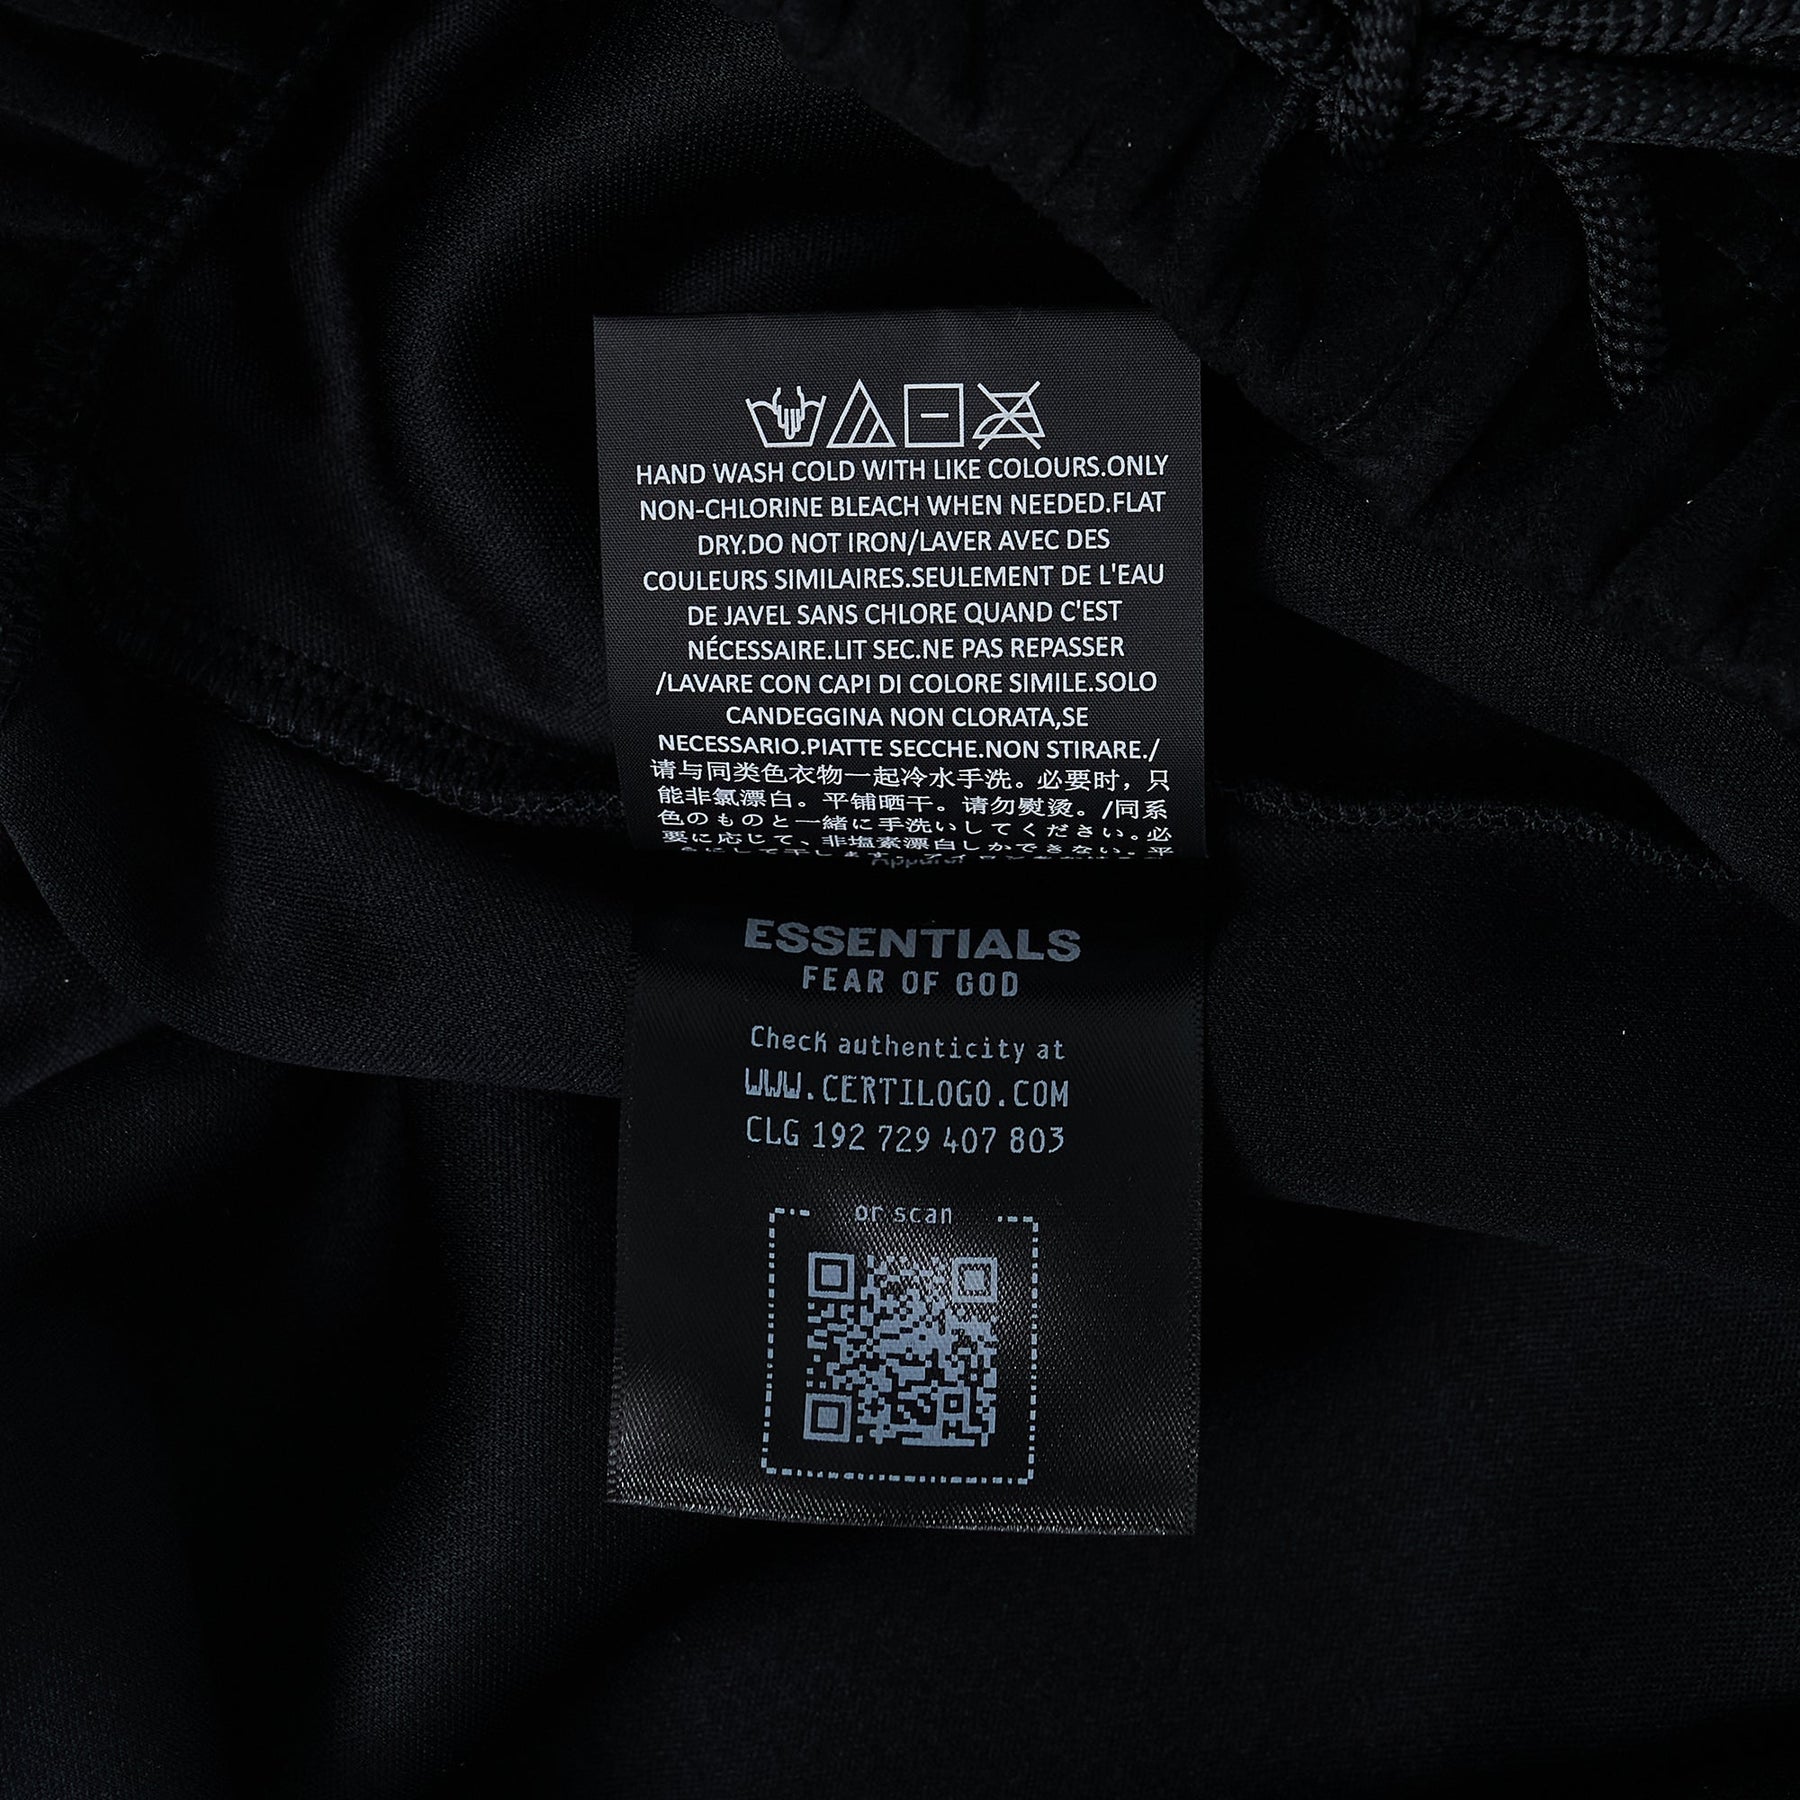 HAND WASH COLD WITH LIKE COLOURS.ONLY
NON-CHLORINE BLEACH WHEN NEEDED.FLAT
DRY.DO NOT IRON/LAVER AVEC DES
COULEURS SIMILAIRES.SEULEMENT DE L'EAU
DE JAVEL SANS CHLORE QUAND C'EST
NÉCESSAIRE.LIT SEC.NE PAS REPASSER
/LAVARE CON CAPI DI COLORE SIMILE.SOLO
CANDEGGINA NON CLORATA,SE
NECESSARIO.PIATTE SECCHE.NON STIRARE./
请与同类色衣物一起冷水手洗。必要时，只
能非氯漂白。平铺晒干。请勿熨烫。/同系
色のものと一緒に手洗いしてください。必
要に応じて、非塩素漂白しかできない。平
ESSENTIALS
FEAR OF GOD
Check authenticity at
WWW.CERTILOGO.COM
CLG 192 729 407 803
or scan